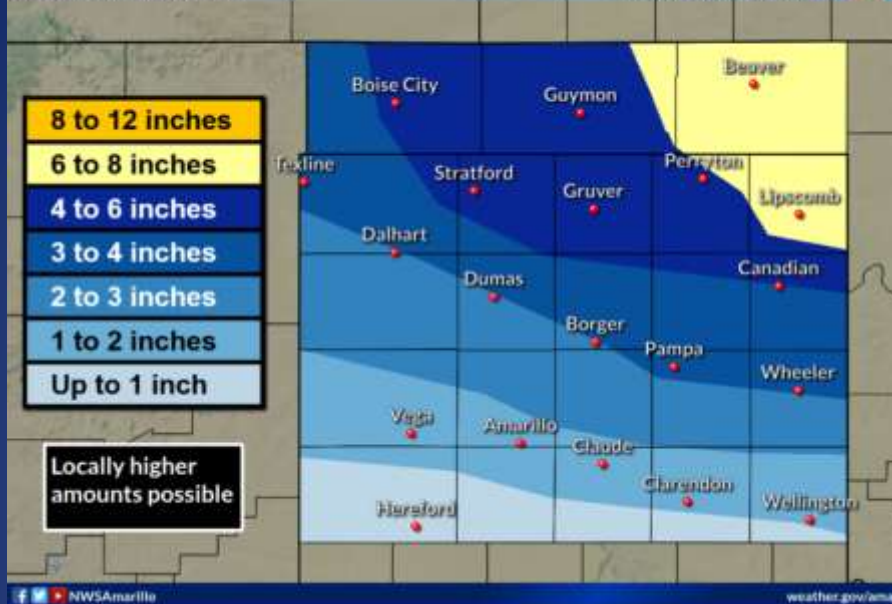 8 to 12 inches
6 to 8 inches
4 to 6 inches
3 to 4 inches
2 to 3 inches
1 to 2 inches
Up to 1 inch
Locally higher
amounts possible
Beaver
Boise City
Guymon
Texline
Stratford
Perryton
Gruver
Lipscomb
Dalhart
Dumas
Canadian
Borger
Pampa
Wheeler
Vega
Amarillo
Claude
Clarendon
Wellington
Hereford
NWSAmarillo
weather.gov/ama